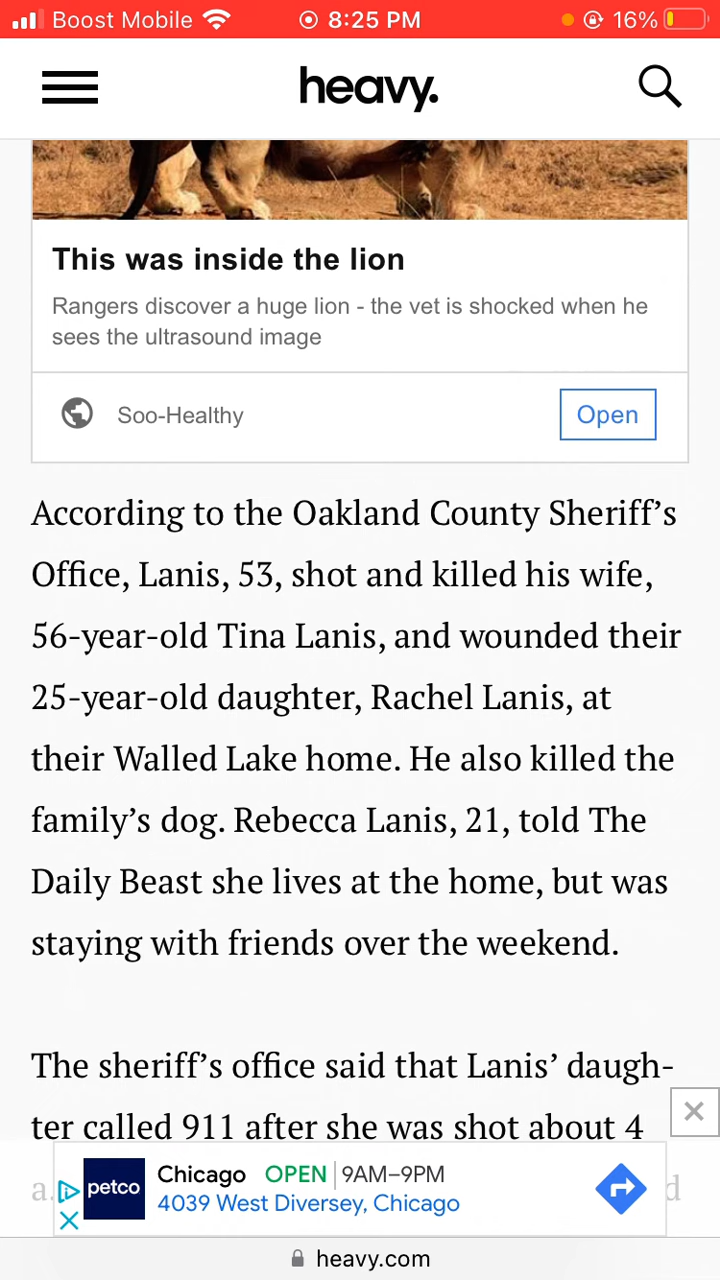 Boost Mobile 8:25 PM 16%
heavy.
This was inside the lion
Rangers discover a huge lion - the vet is shocked when he
sees the ultrasound image
Soo-Healthy
Open
According to the Oakland County Sheriff’s
Office, Lanis, 53, shot and killed his wife,
56-year-old Tina Lanis, and wounded their
25-year-old daughter, Rachel Lanis, at
their Walled Lake home. He also killed the
family’s dog. Rebecca Lanis, 21, told The
Daily Beast she lives at the home, but was
staying with friends over the weekend.
The sheriff’s office said that Lanis’ daugh-
ter called 911 after she was shot about 4
petco
Chicago OPEN 9AM–9PM
4039 West Diversey, Chicago
heavy.com